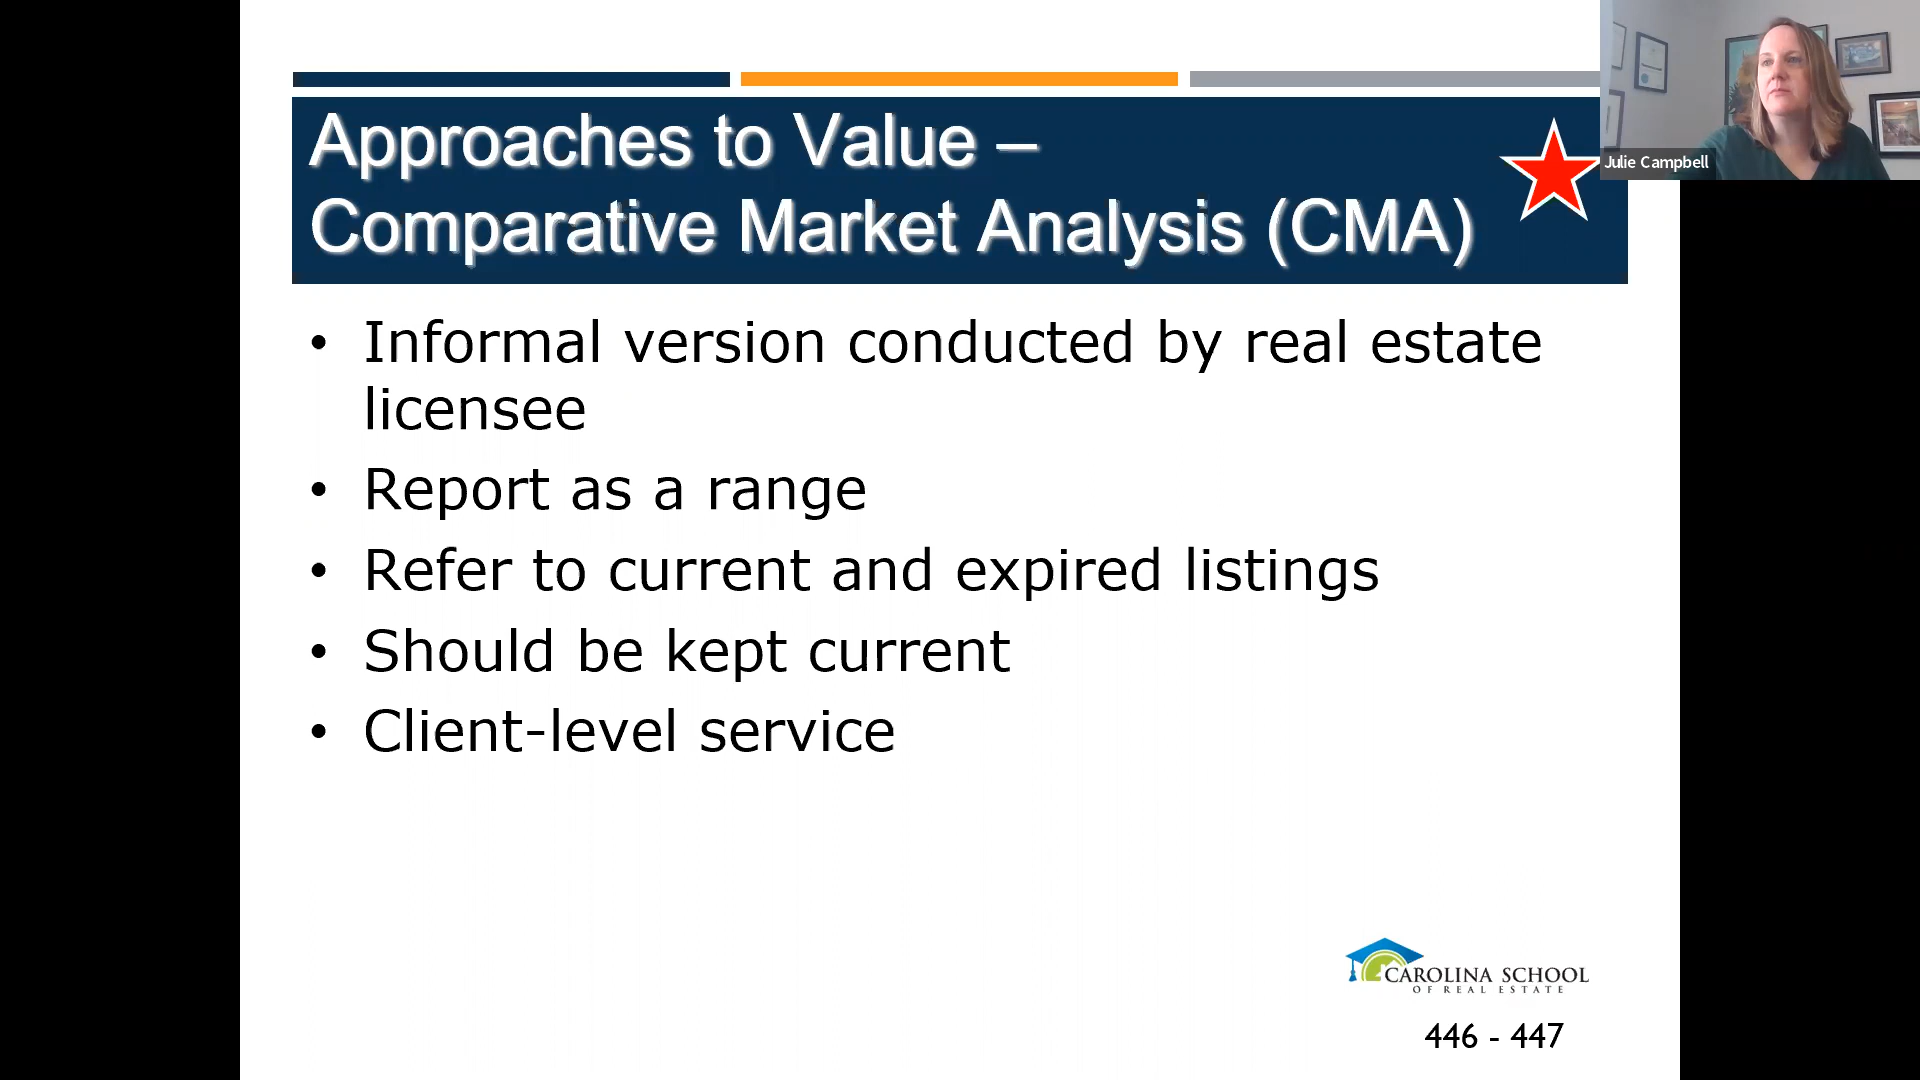 Approaches to Value –
Comparative Market Analysis (CMA)
Julie Campbell
• Informal version conducted by real estate
licensee
• Report as a range
• Refer to current and expired listings
• Should be kept current
• Client-level service
CAROLINA SCHOOL
OF REAL ESTATE
446 - 447